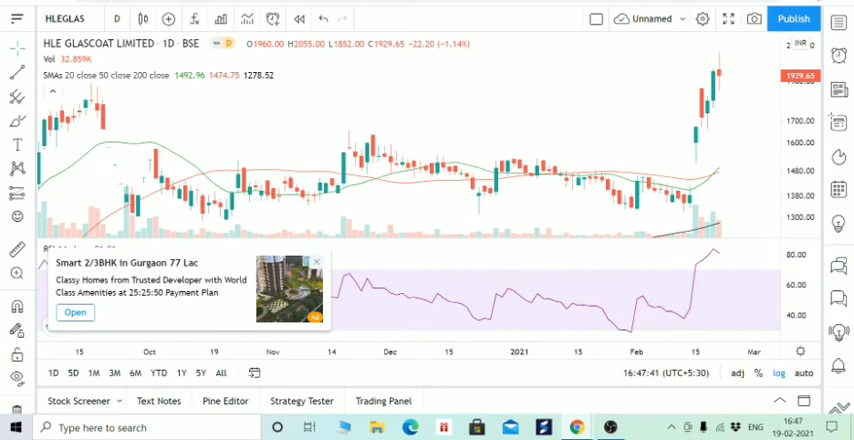 HLEGLAS D Unnamed Publish
HLE GLASCOAT LIMITED · 1D · BSE D O1960.00 H2055.00 L1852.00 C1929.65 -22.20 (-1.14%)
INR
Vol 32.859K
SMAs 20 close 50 close 200 close 1492.96 1474.75 1278.52
1929.65
1700.00
1600.00
1480.00
1380.00
1300.00
80.00
60.00
40.00
Smart 2/3BHK in Gurgaon 77 Lac
Classy Homes from Trusted Developer with World
Class Amenities at 25:25:50 Payment Plan
Open
Ad
15 Oct 19 Nov 14 Dec 15 2021 15 Feb 15 Mar
1D 5D 1M 3M 6M YTD 1Y 5Y All 16:47:41 (UTC+5:30) adj % log auto
Stock Screener Text Notes Pine Editor Strategy Tester Trading Panel
Type here to search
ENG
16:47
19-02-2021